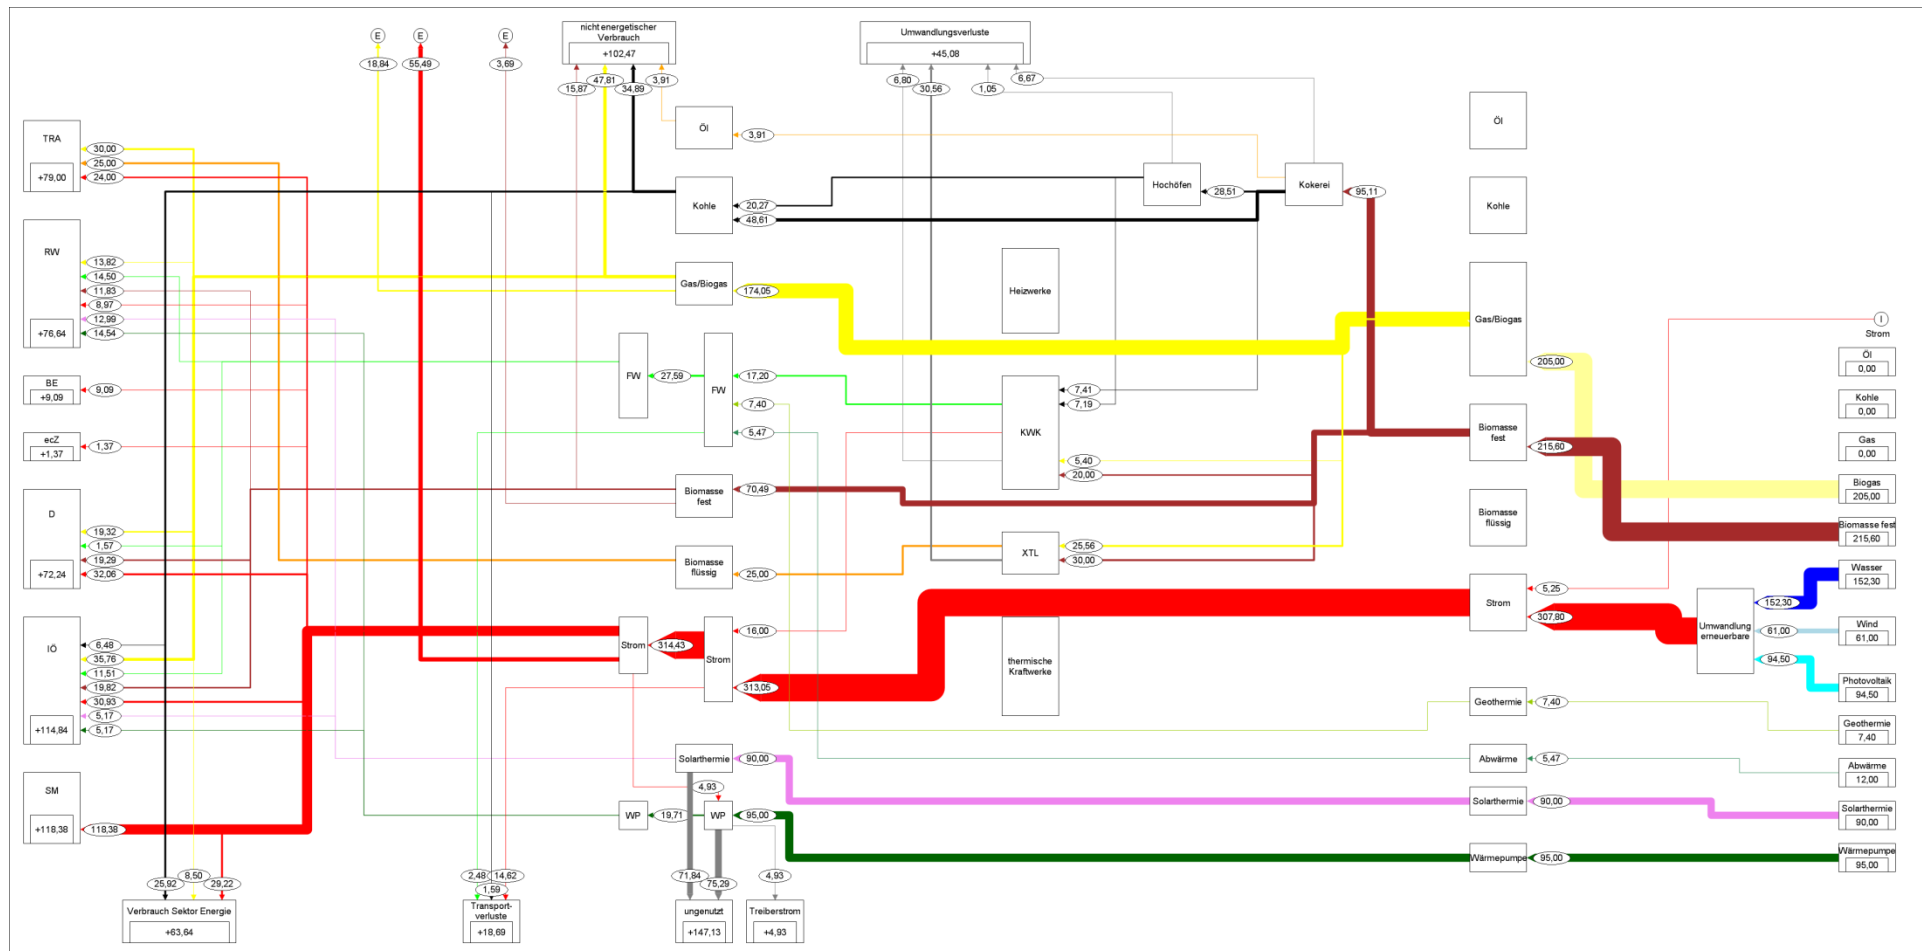 E
E
E
18,84
55,49
3,69
nicht energetischer
Verbrauch
+102,47
15,87
47,81
34,89
3,91
Umwandlungsverluste
+45,08
6,80
30,56
1,05
6,67
TRA
+79,00
30,00
25,00
24,00
RW
+76,64
13,82
14,50
11,83
8,97
12,99
14,54
BE
+9,09
9,09
ecZ
+1,37
1,37
D
+72,24
19,32
1,57
19,29
32,06
IÖ
+114,84
6,48
35,76
11,51
19,82
30,93
5,17
5,17
SM
+118,38
118,38
25,92
8,50
29,22
Verbrauch Sektor Energie
+63,64
2,48
1,59
14,62
Transport-
verluste
+18,69
71,84
75,29
ungenutzt
+147,13
4,93
Treiberstrom
+4,93
Öl
3,91
Kohle
20,27
48,61
Gas/Biogas
174,05
FW
27,59
FW
17,20
7,40
5,47
Biomasse
fest
70,49
Biomasse
flüssig
25,00
Strom
314,43
Strom
16,00
313,05
Solarthermie
90,00
4,93
WP
19,71
WP
95,00
Hochöfen
28,51
Kokerei
95,11
Heizwerke
KWK
7,41
7,19
5,40
20,00
XTL
25,56
30,00
thermische
Kraftwerke
Öl
Kohle
Gas/Biogas
205,00
Biomasse
fest
215,60
Biomasse
flüssig
Strom
5,25
307,80
Geothermie
7,40
Abwärme
5,47
Solarthermie
90,00
Wärmepumpe
95,00
Umwandlung
erneuerbare
152,30
61,00
94,50
I
Strom
Öl
0,00
Kohle
0,00
Gas
0,00
Biogas
205,00
Biomasse fest
215,60
Wasser
152,30
Wind
61,00
Photovoltaik
94,50
Geothermie
7,40
Abwärme
12,00
Solarthermie
90,00
Wärmepumpe
95,00